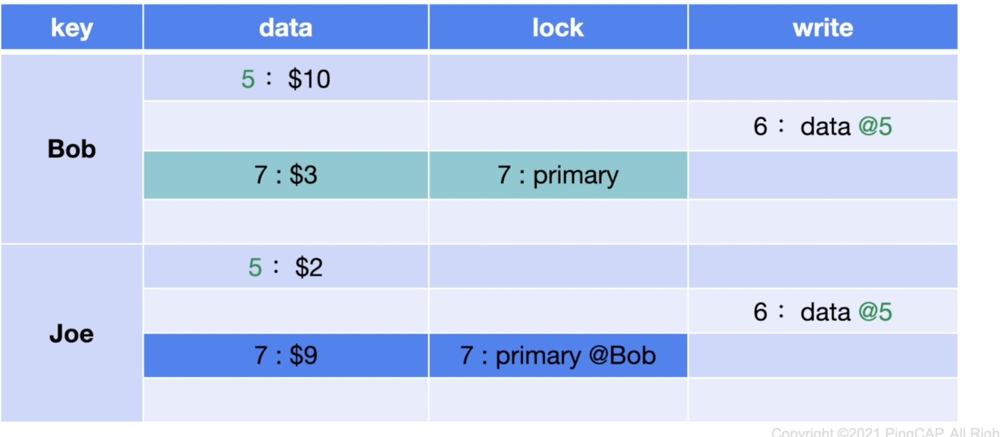 key data lock write
5： $10
6： data @5
Bob
7 : $3 7 : primary
5： $2
6： data @5
Joe
7 : $9 7 : primary @Bob
Copyright ©2021 PingCAP. All Righ